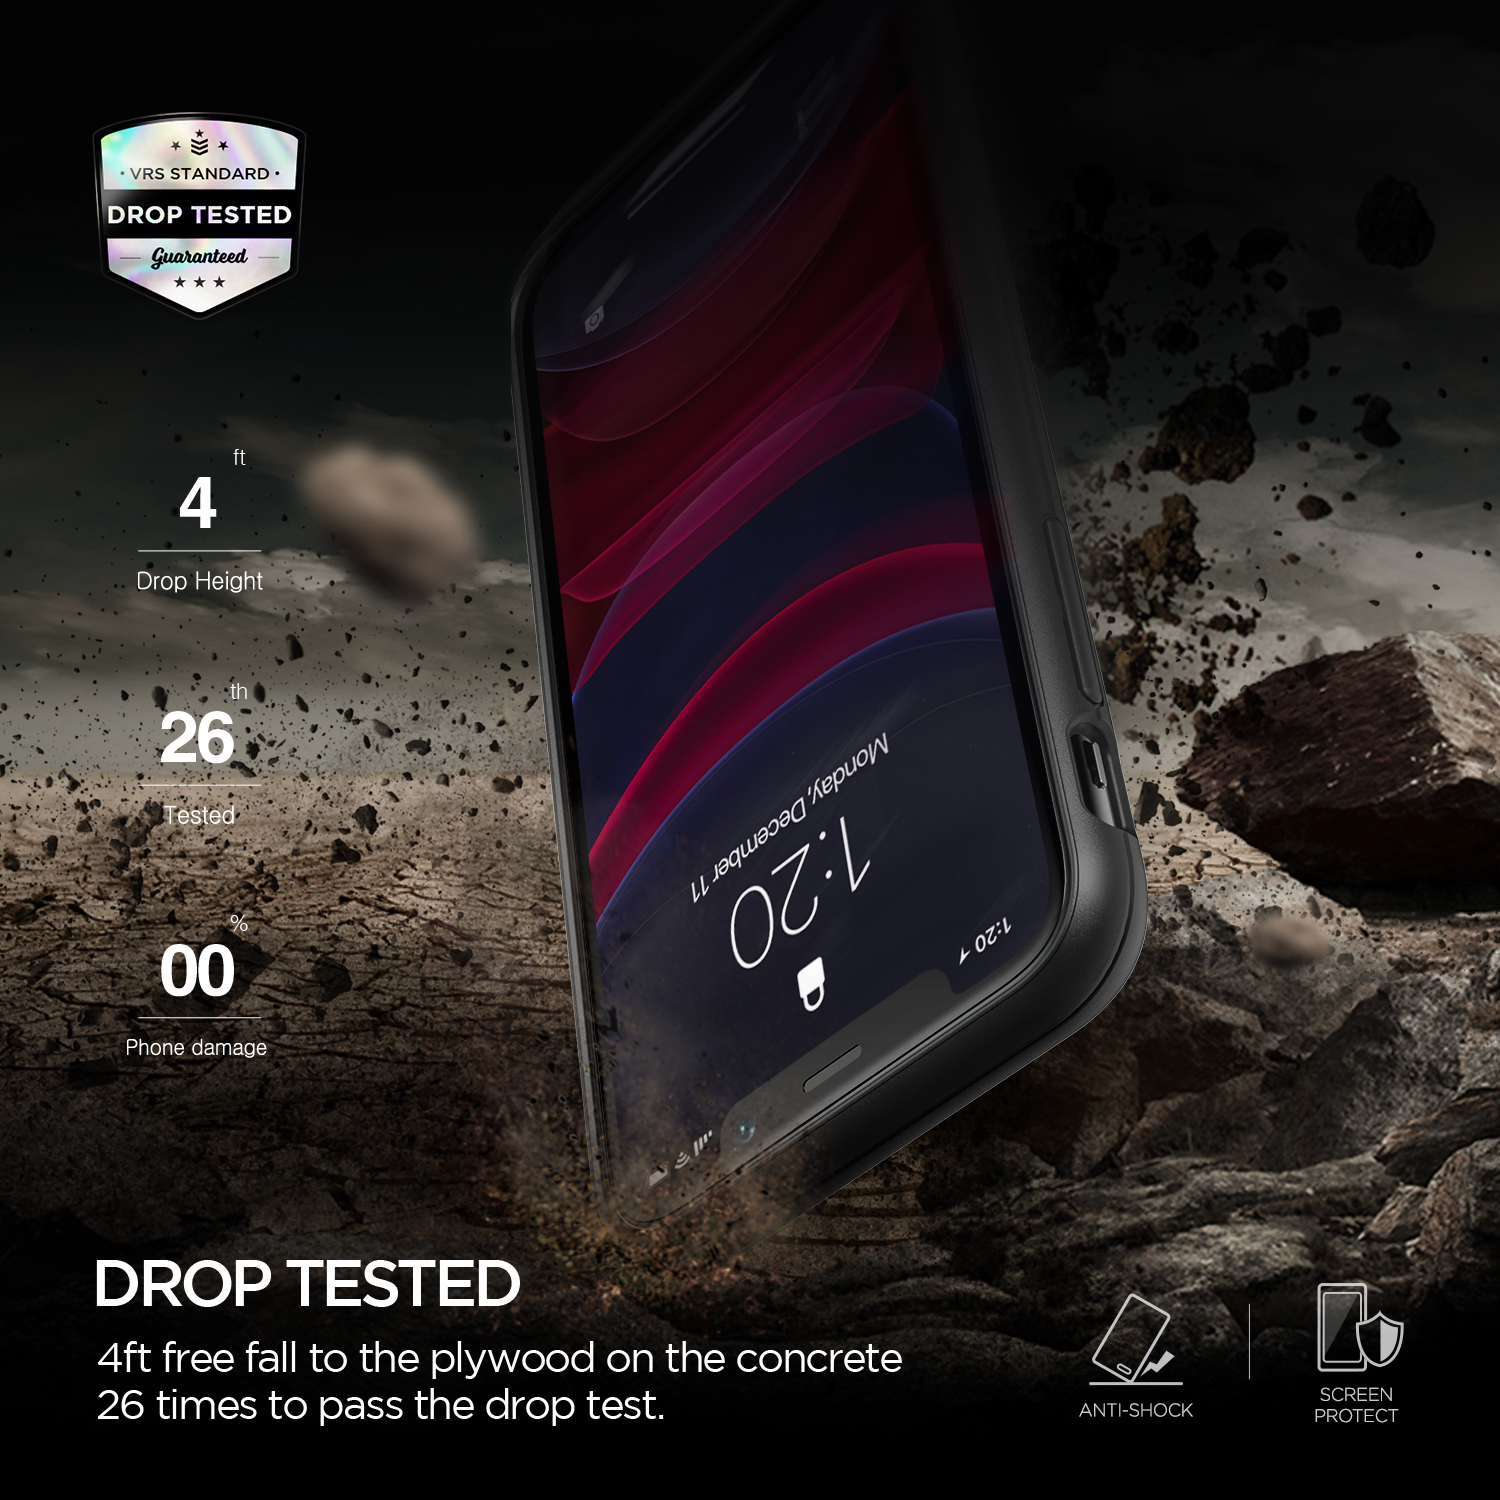 · VRS STANDARD ·
DROP TESTED
Guaranteed
ft
4
Drop Height
th
26
Tested
%
00
Phone damage
Monday, December 11
1:20
1:20
DROP TESTED
4ft free fall to the plywood on the concrete
26 times to pass the drop test.
ANTI-SHOCK
SCREEN
PROTECT